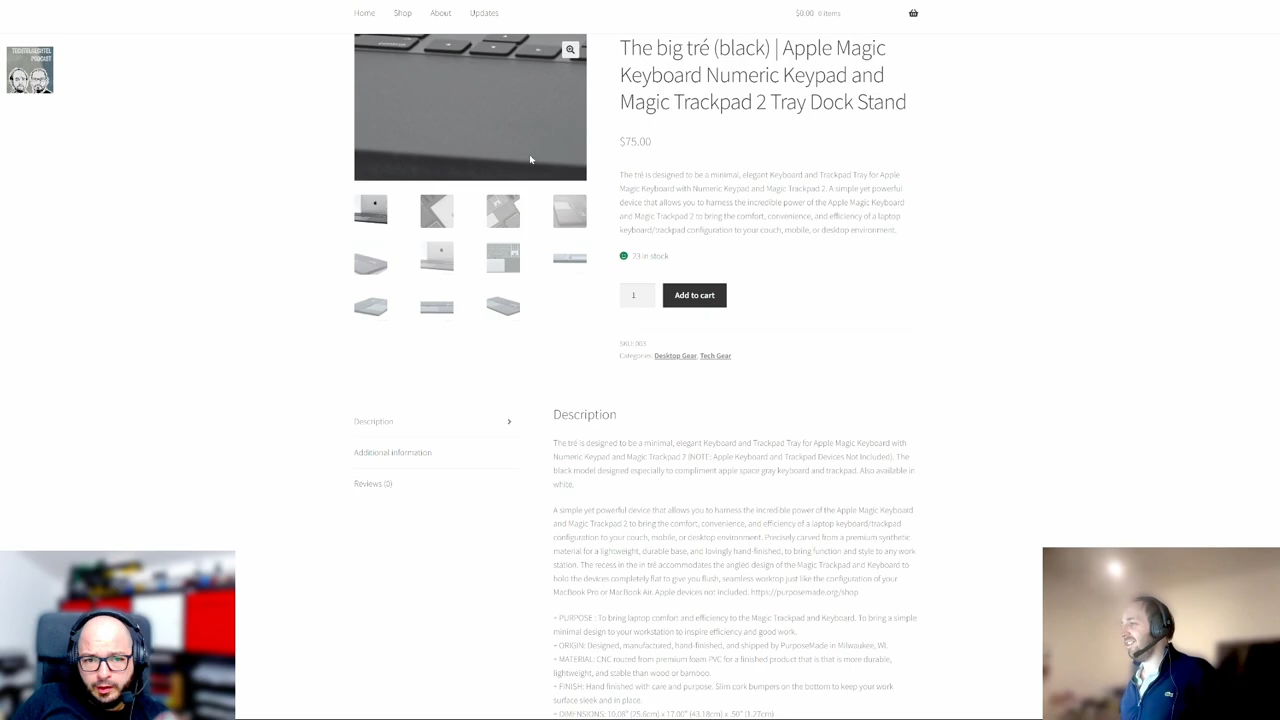 Home Shop About Updates $0.00 0 items
TECHTELMECHTEL
PODCAST
The big tré (black) | Apple Magic
Keyboard Numeric Keypad and
Magic Trackpad 2 Tray Dock Stand
$75.00
The tré is designed to be a minimal, elegant Keyboard and Trackpad Tray for Apple
Magic Keyboard with Numeric Keypad and Magic Trackpad 2. A simple yet powerful
device that allows you to harness the incredible power of the Apple Magic Keyboard
and Magic Trackpad 2 to bring the comfort, convenience, and efficiency of a laptop
keyboard/trackpad configuration to your couch, mobile, or desktop environment.
23 in stock
1 Add to cart
SKU: 003
Categories: Desktop Gear, Tech Gear
Description
Additional information
Reviews (0)
Description
The tré is designed to be a minimal, elegant Keyboard and Trackpad Tray for Apple Magic Keyboard with
Numeric Keypad and Magic Trackpad 2 (NOTE: Apple Keyboard and Trackpad Devices Not Included). The
black model designed especially to compliment apple space gray keyboard and trackpad. Also available in
white.
A simple yet powerful device that allows you to harness the incredible power of the Apple Magic Keyboard
and Magic Trackpad 2 to bring the comfort, convenience, and efficiency of a laptop keyboard/trackpad
configuration to your couch, mobile, or desktop environment. Precisely carved from a premium synthetic
material for a lightweight, durable base, and lovingly hand-finished, to bring function and style to any work
station. The recess in the in tré accommodates the angled design of the Magic Trackpad and Keyboard to
hold the devices completely flat to give you flush, seamless worktop just like the configuration of your
MacBook Pro or MacBook Air. Apple devices not included. https://purposemade.org/shop
~ PURPOSE : To bring laptop comfort and efficiency to the Magic Trackpad and Keyboard. To bring a simple
minimal design to your workstation to inspire efficiency and good work.
~ ORIGIN: Designed, manufactured, hand-finished, and shipped by PurposeMade in Milwaukee, WI.
~ MATERIAL: CNC routed from premium foam PVC for a finished product that is that is more durable,
lightweight, and stable than wood or bamboo.
~ FINISH: Hand finished with care and purpose. Slim cork bumpers on the bottom to keep your work
surface sleek and in place.
~ DIMENSIONS: 10.08" (25.6cm) x 17.00" (43.18cm) x .50" (1.27cm)